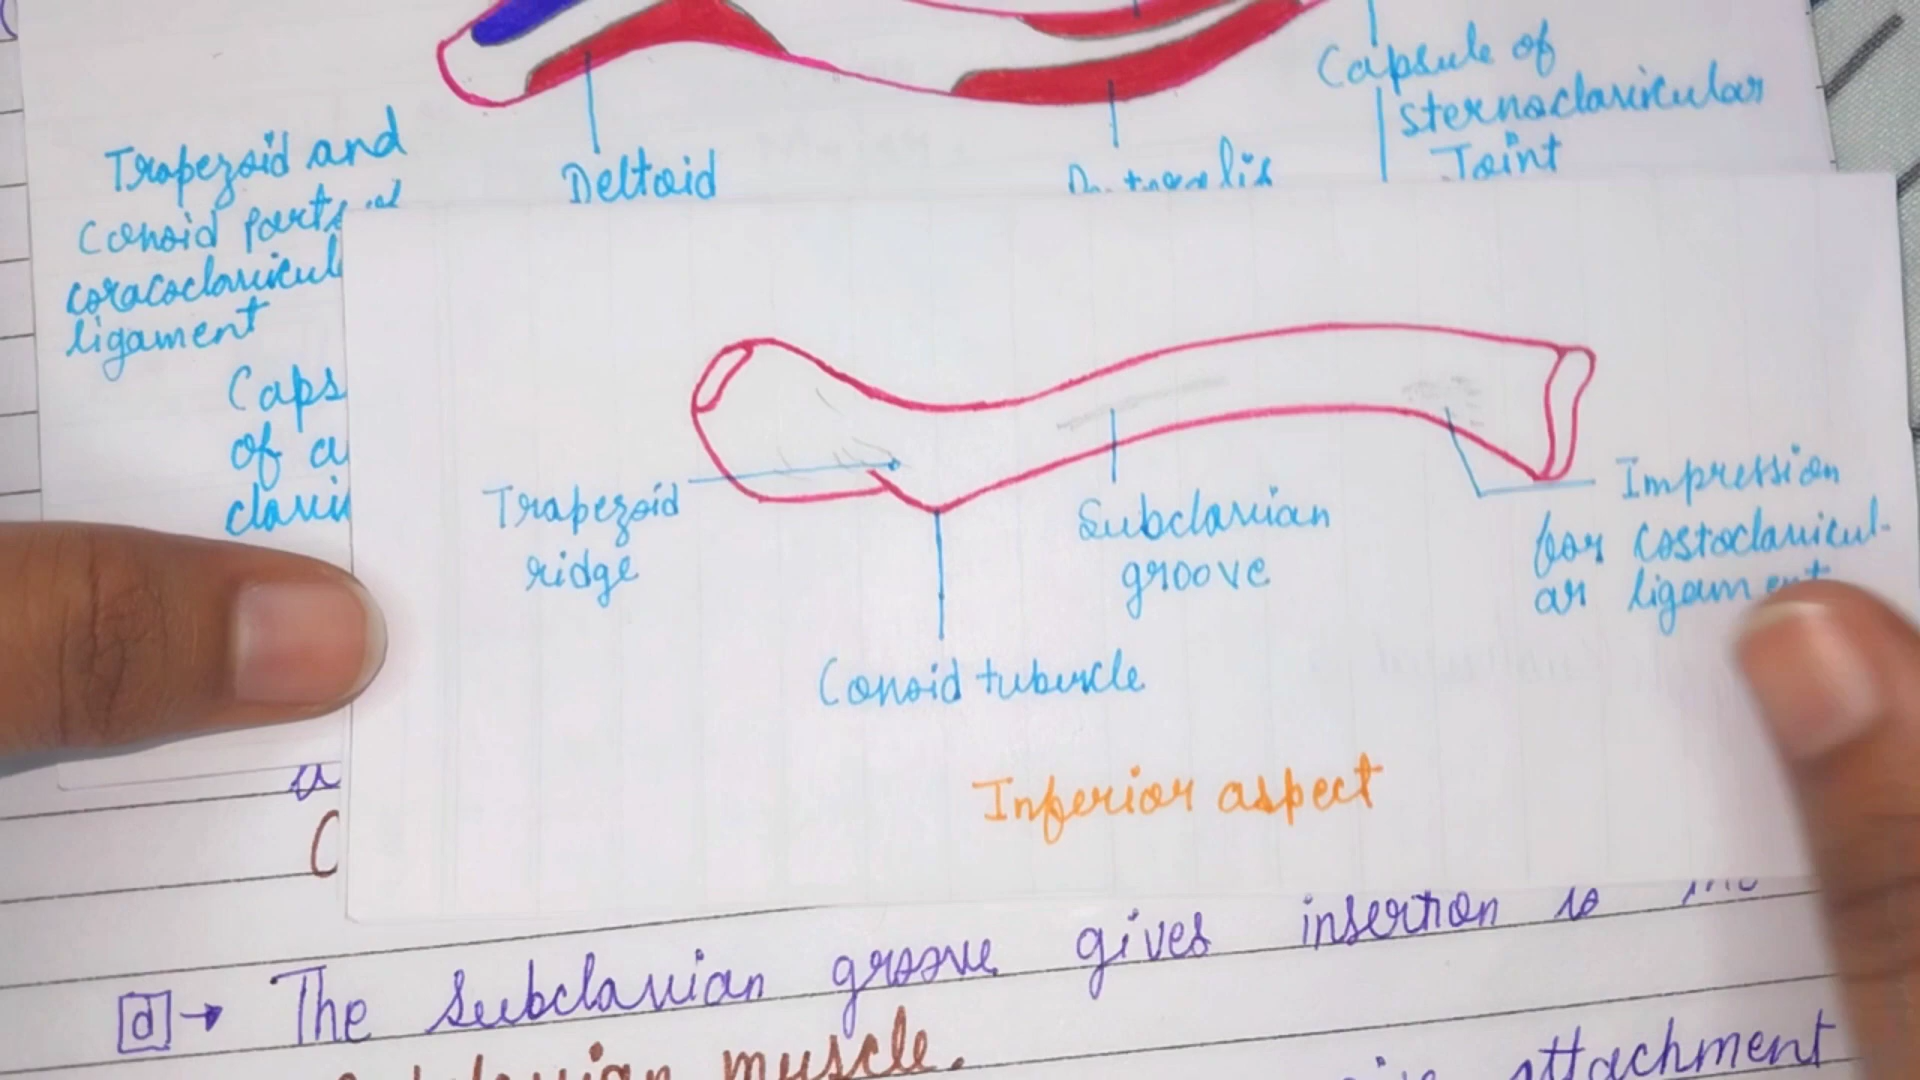 Capsule of
sternoclavicular
Joint
Trapezoid and
Conoid parts
coracoclavicul
ligament
Deltoid
Caps
of a
clavi
Trapezoid
ridge
Subclavian
groove
Impression
for costoclavicul-
ar ligament
Conoid tubercle
Inferior aspect
a
C
d → The subclavian groove gives insertion to
muscle.
attachment